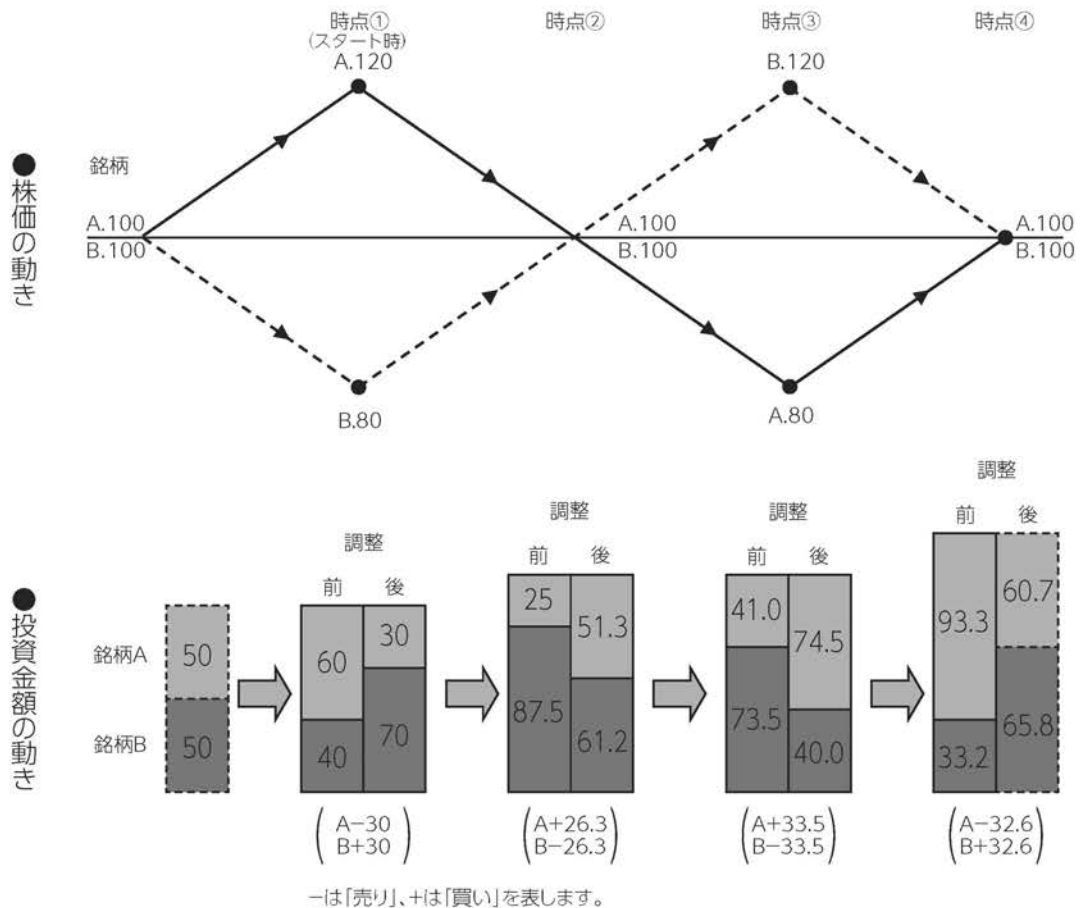 時点①
(スタート時)
時点②
時点③
時点④
A.120
B.120
●株価の動き
銘柄
A.100
B.100
A.100
B.100
A.100
B.100
B.80
A.80
調整
調整
調整
調整
前 後
前 後
前 後
前 後
●投資金額の動き
銘柄A
銘柄B
50
50
60
40
30
70
25
87.5
51.3
61.2
41.0
73.5
74.5
40.0
93.3
33.2
60.7
65.8
(A−30
B+30)
(A+26.3
B−26.3)
(A+33.5
B−33.5)
(A−32.6
B+32.6)
−は「売り」、+は「買い」を表します。